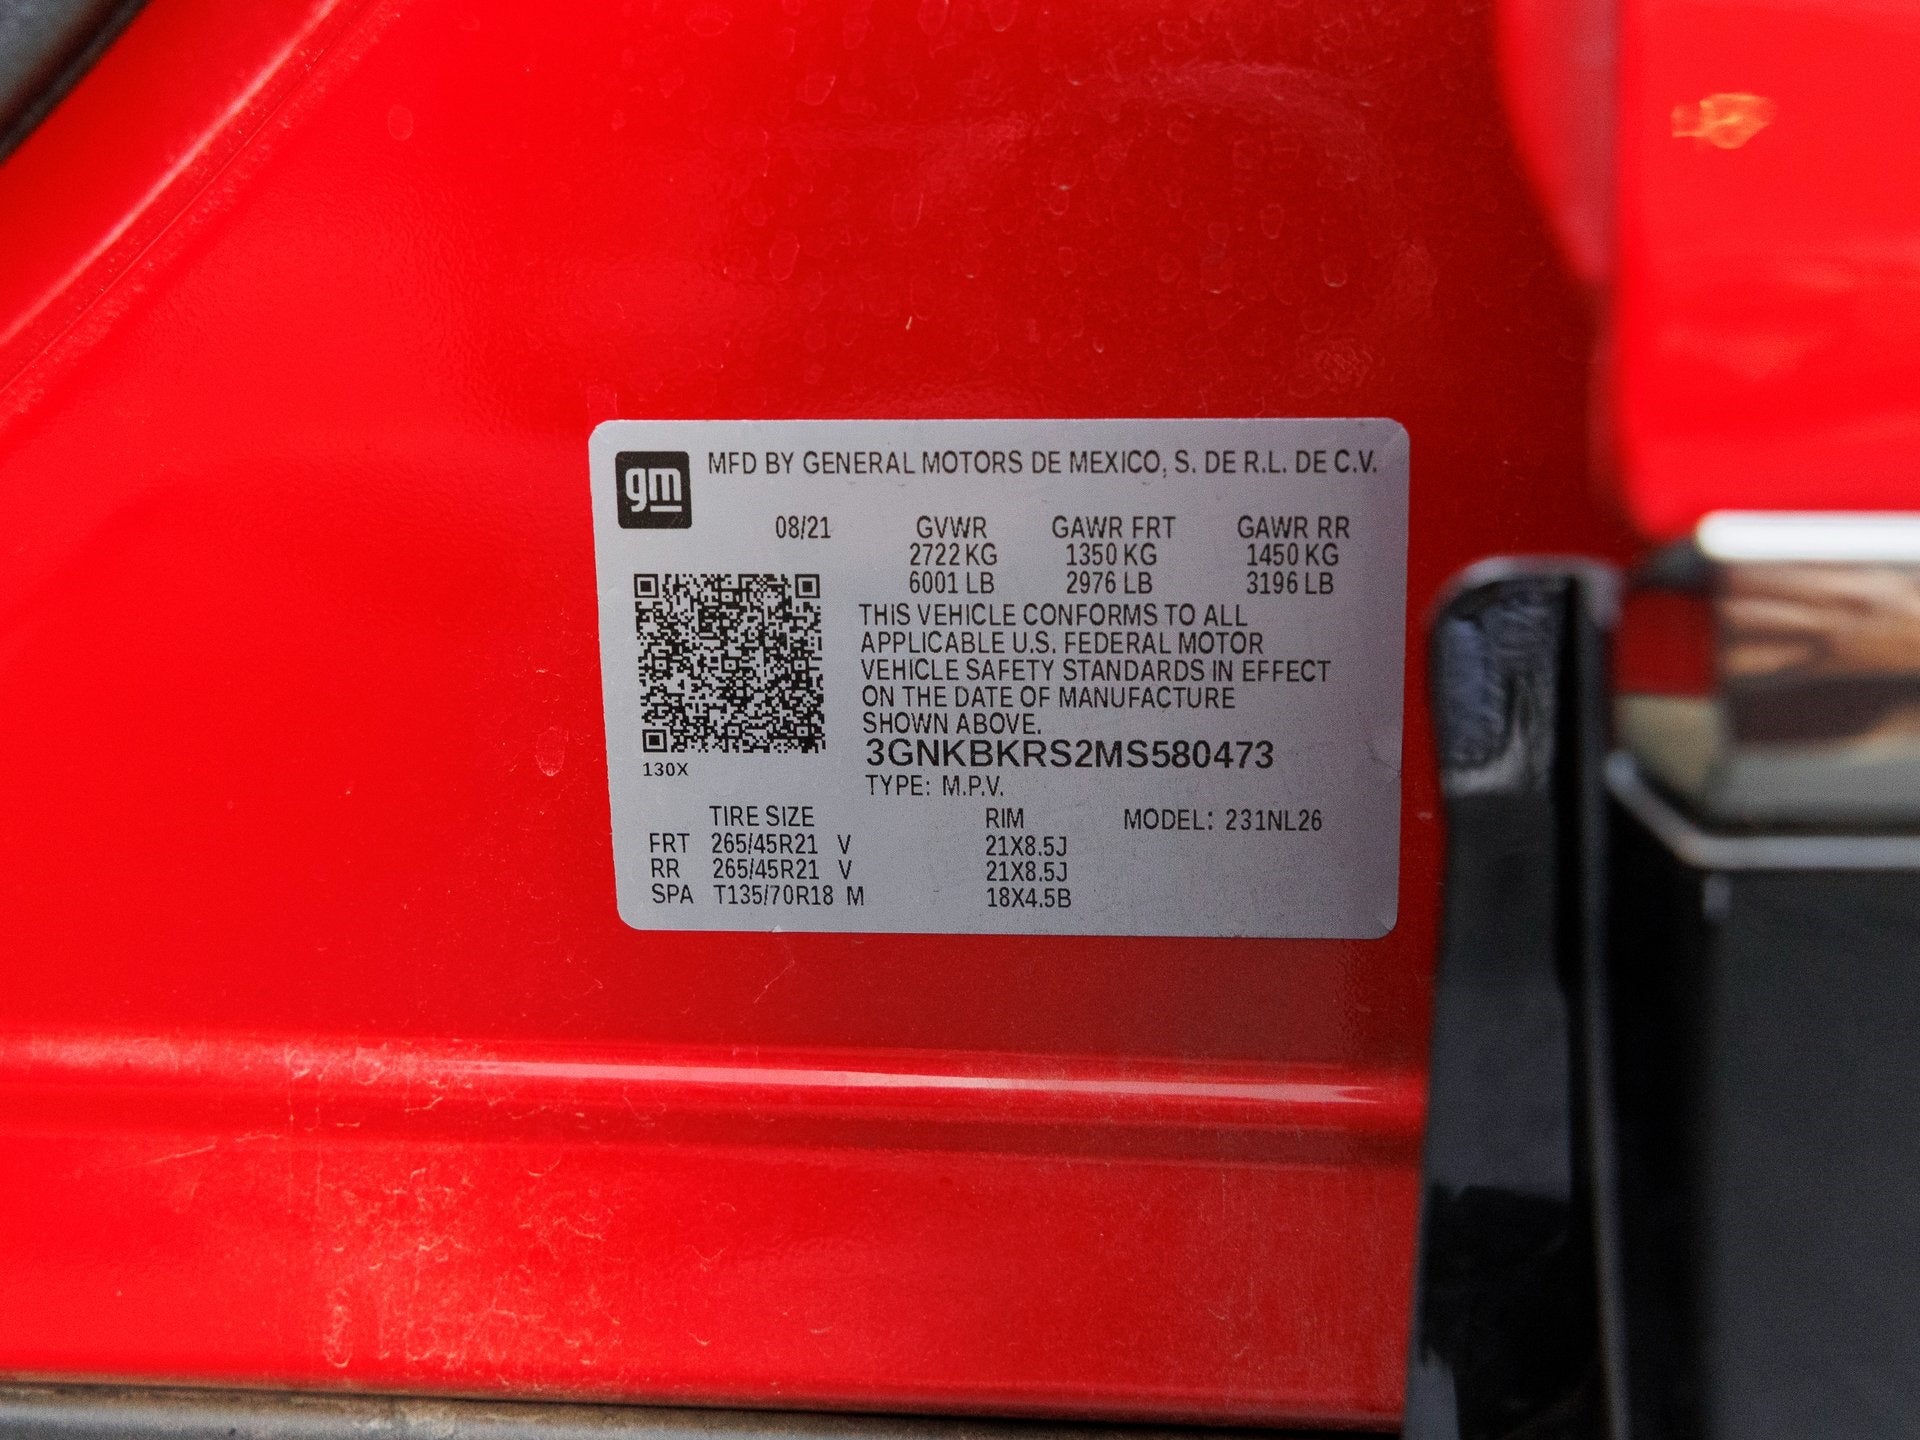 gm MFD BY GENERAL MOTORS DE MEXICO, S. DE R.L. DE C.V.
08/21 GVWR GAWR FRT GAWR RR
2722 KG 1350 KG 1450 KG
6001 LB 2976 LB 3196 LB
THIS VEHICLE CONFORMS TO ALL
APPLICABLE U.S. FEDERAL MOTOR
VEHICLE SAFETY STANDARDS IN EFFECT
ON THE DATE OF MANUFACTURE
SHOWN ABOVE.
3GNKBKRS2MS580473
130X
TYPE: M.P.V.
TIRE SIZE RIM MODEL: 231NL26
FRT 265/45R21 V 21X8.5J
RR 265/45R21 V 21X8.5J
SPA T135/70R18 M 18X4.5B